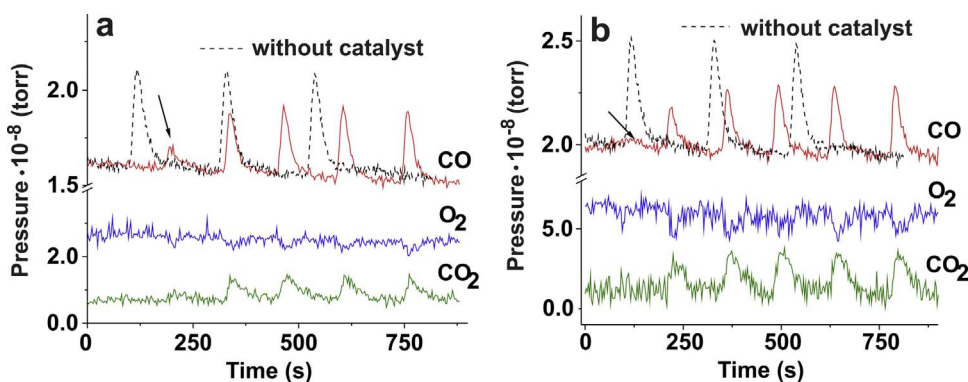 a
without catalyst
Pressure · 10-8 (torr)
2.0
1.5
2.0
0.0
CO
O2
CO2
0 250 500 750
Time (s)
b
without catalyst
Pressure · 10-8 (torr)
2.5
2.0
5.0
0.0
CO
O2
CO2
0 250 500 750
Time (s)